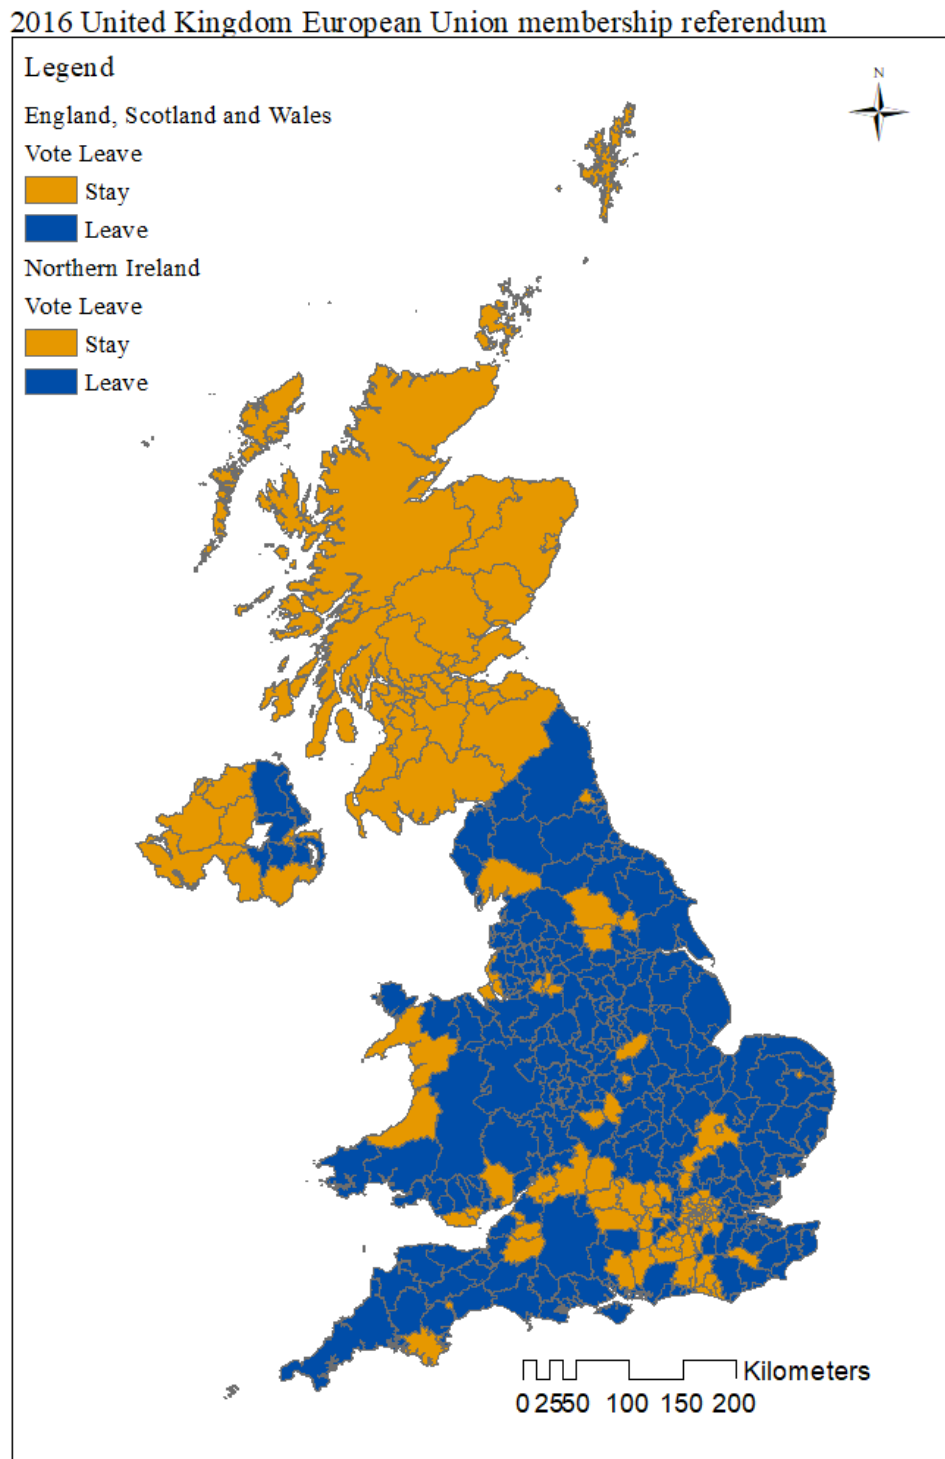 2016 United Kingdom European Union membership referendum
Legend
England, Scotland and Wales
Vote Leave
Stay
Leave
Northern Ireland
Vote Leave
Stay
Leave
N
Kilometers
0 25 50 100 150 200